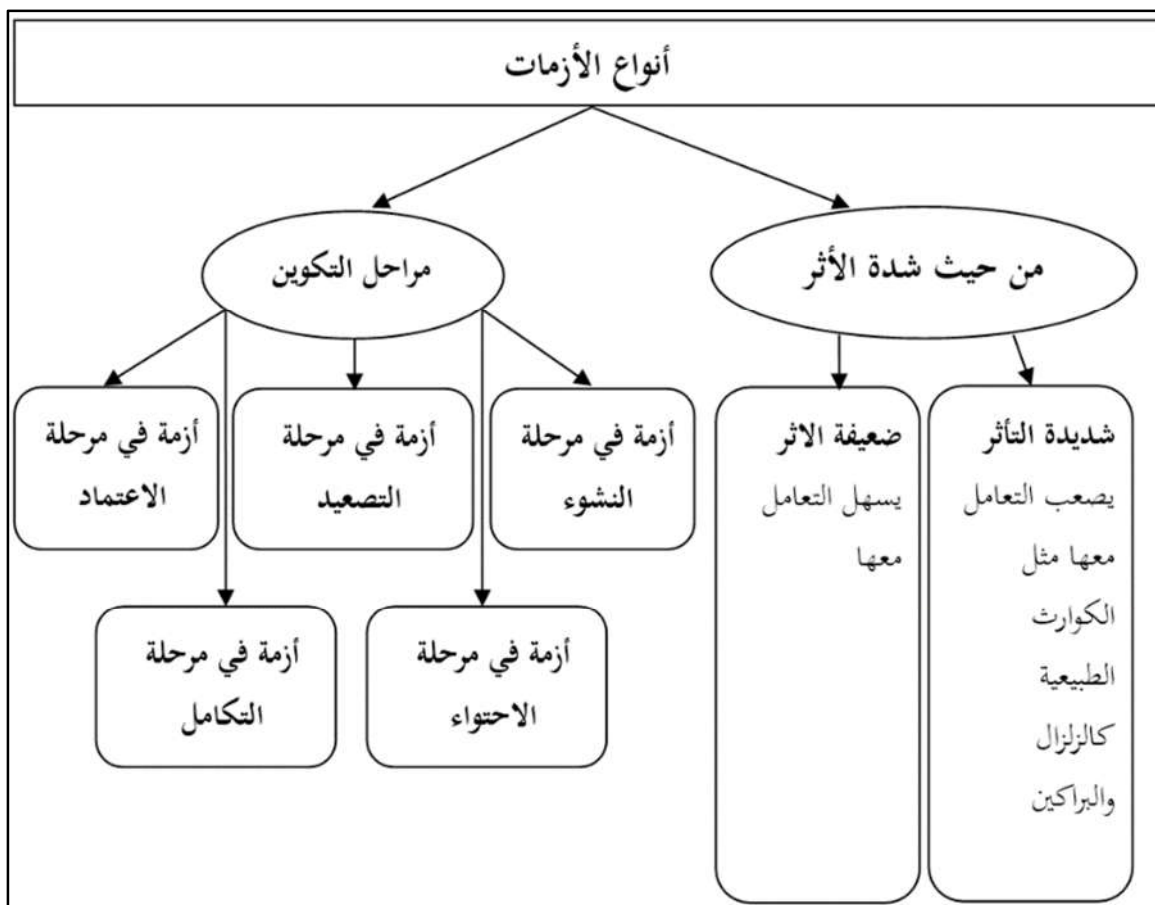 أنواع الأزمات
من حيث شدة الأثر
مراحل التكوين
شديدة التأثر
يصعب التعامل
معها مثل
الكوارث
الطبيعية
كالزلزال
والبراكين
ضعيفة الاثر
يسهل التعامل
معها
أزمة في مرحلة
النشوء
أزمة في مرحلة
التصعيد
أزمة في مرحلة
الاعتماد
أزمة في مرحلة
الاحتواء
أزمة في مرحلة
التكامل